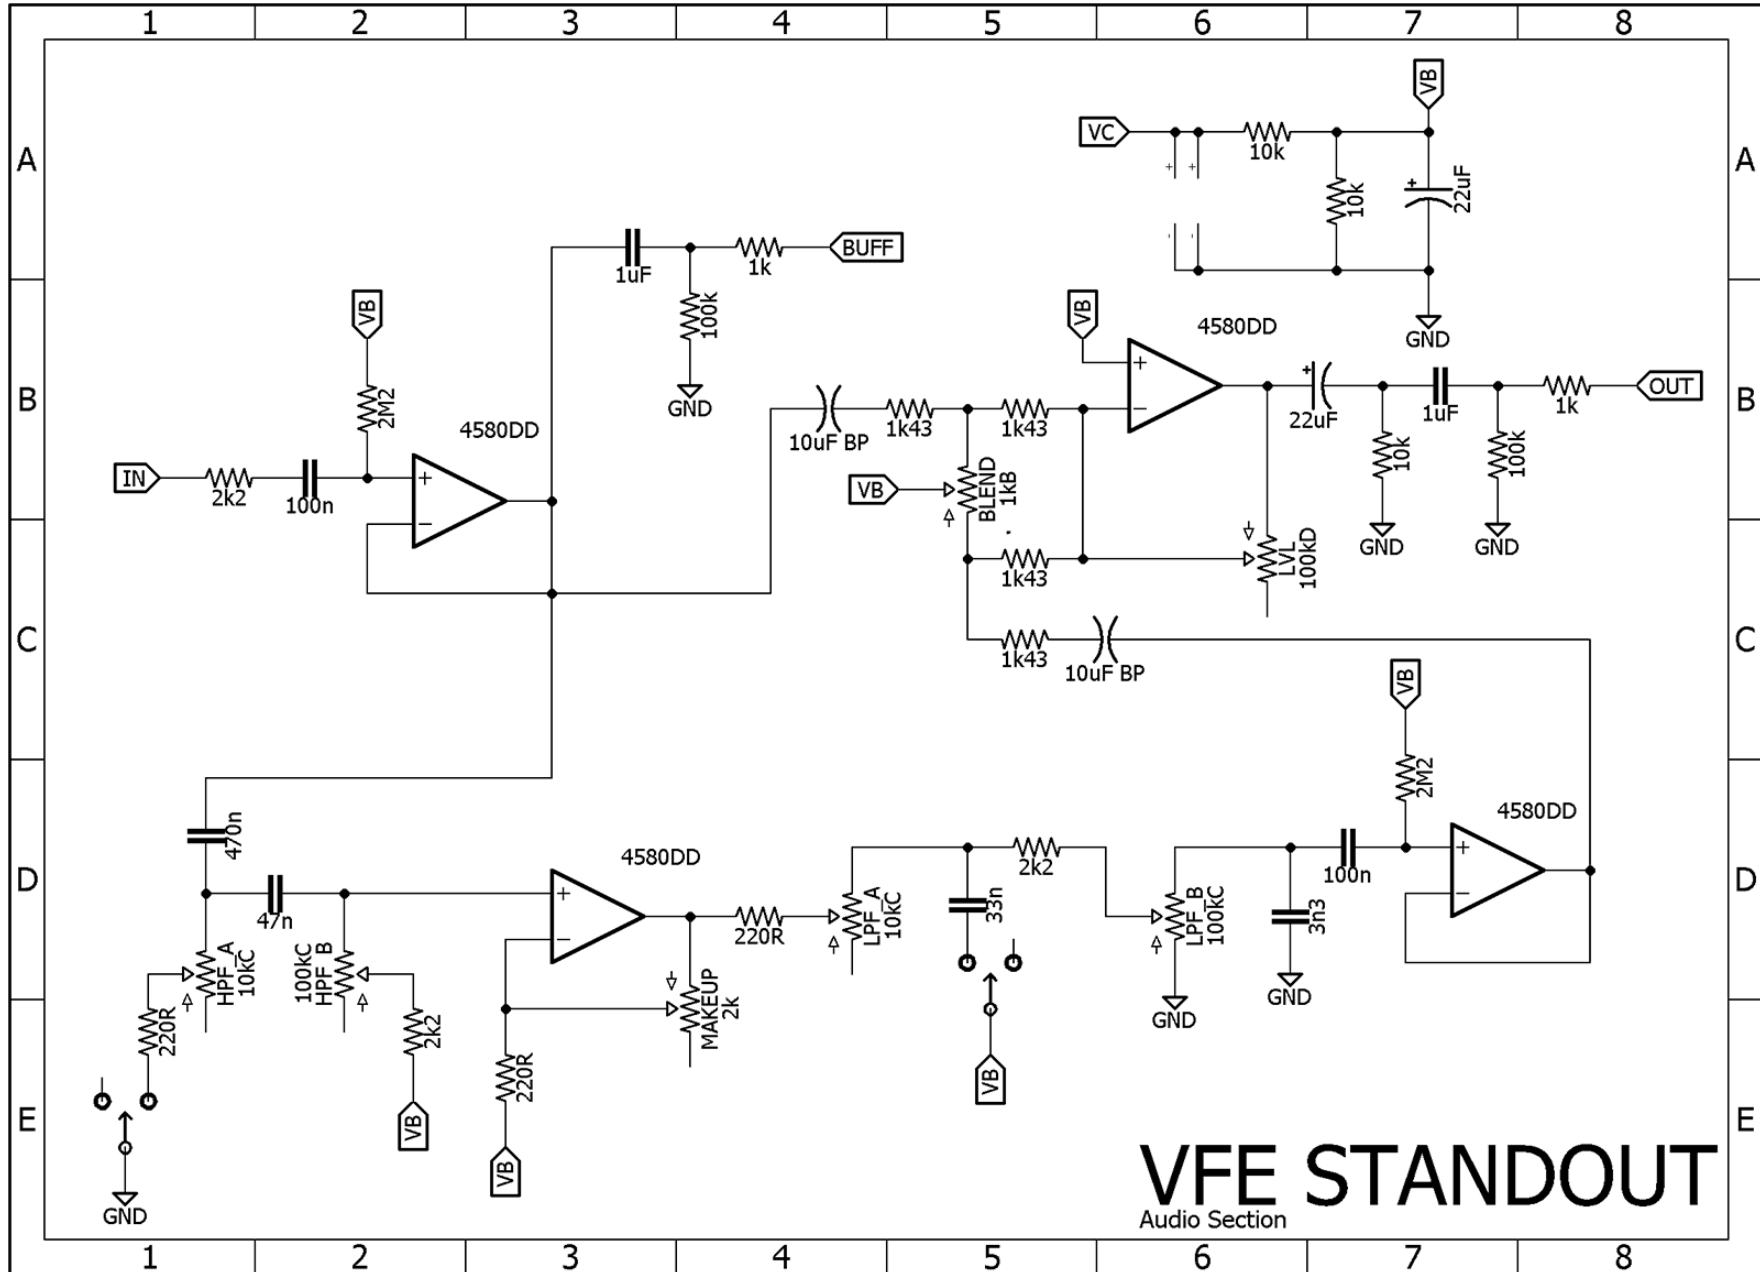 1 2 3 4 5 6 7 8
A A
VB
VC
10k
10k
+ 22uF
+ +
- -
BUFF
1uF
1k
100k
GND
GND
B B
VB
2M2
4580DD
IN
2k2
100n
+
-
VB
4580DD
+
-
10uF BP
1k43
1k43
VB
BLEND
1kB
+
22uF
1uF
1k
OUT
10k
100k
GND
GND
C C
1k43
LVL
100kD
1k43
10uF BP
VB
2M2
D D
470n
47n
HPF_A
10kC
100kC
HPF_B
220R
2k2
4580DD
+
-
220R
MAKEUP
2k
220R
LPF_A
10kC
33n
2k2
LPF_B
100kC
3n3
100n
4580DD
+
-
GND
GND
E E
VB
VB
VB
GND
VFE STANDOUT
Audio Section
1 2 3 4 5 6 7 8